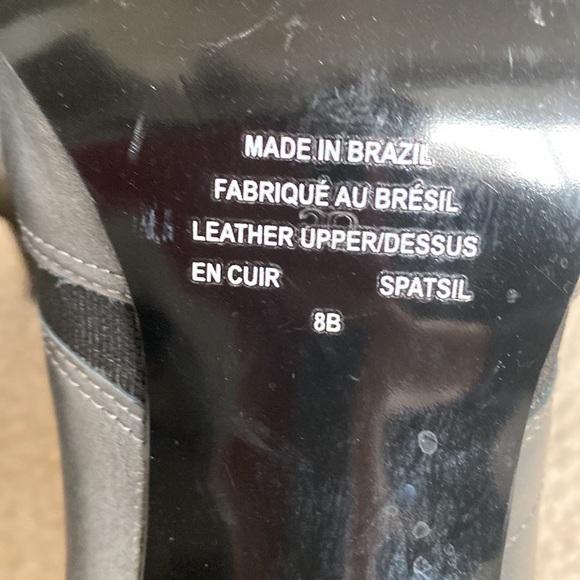 MADE IN BRAZIL
FABRIQUÉ AU BRÉSIL
LEATHER UPPER/DESSUS
EN CUIR SPATSIL
8B